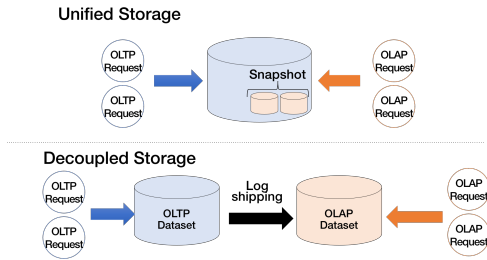 Unified Storage
OLTP
Request
OLTP
Request
Snapshot
OLAP
Request
OLAP
Request
Decoupled Storage
OLTP
Request
OLTP
Request
OLTP
Dataset
Log
shipping
OLAP
Dataset
OLAP
Request
OLAP
Request